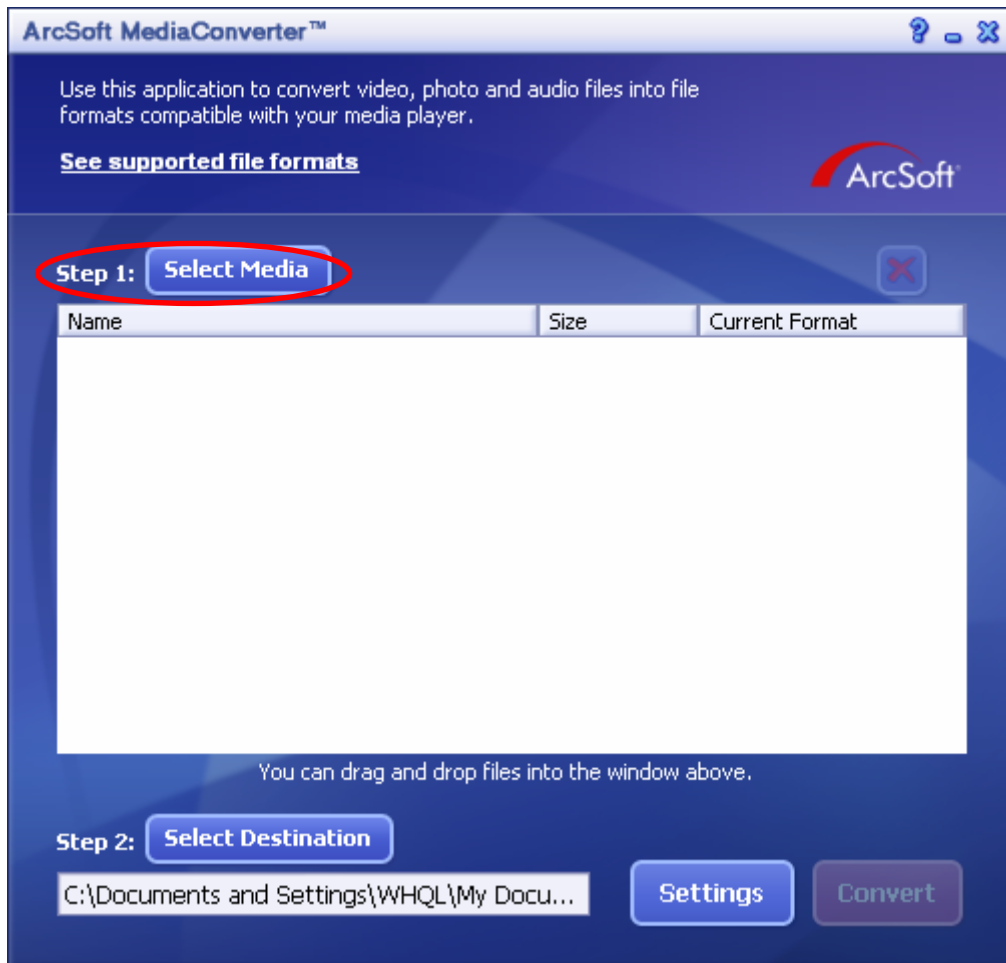 ArcSoft MediaConverter™
Use this application to convert video, photo and audio files into file
formats compatible with your media player.
See supported file formats
ArcSoft
Step 1: Select Media
Name Size Current Format
You can drag and drop files into the window above.
Step 2: Select Destination
C:\Documents and Settings\WHQL\My Docu...
Settings Convert